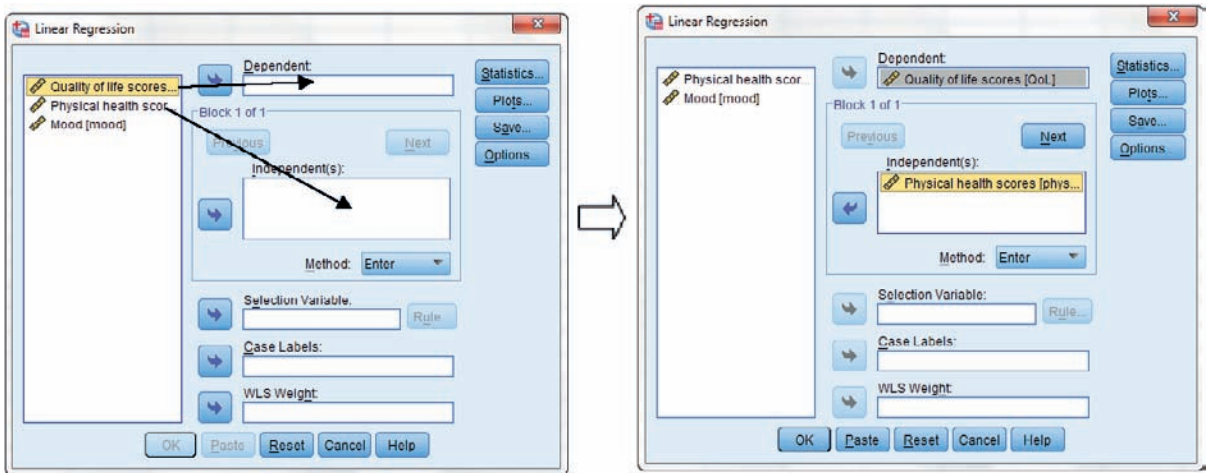 Linear Regression
Quality of life scores...
Physical health scor...
Mood [mood]
Dependent:
Block 1 of 1
Previous
Next
Independent(s):
Method: Enter
Selection Variable:
Rule...
Case Labels:
WLS Weight:
Statistics...
Plots...
Save...
Options...
OK Paste Reset Cancel Help
Linear Regression
Physical health scor...
Mood [mood]
Dependent:
Quality of life scores [QoL]
Block 1 of 1
Previous
Next
Independent(s):
Physical health scores [phys...
Method: Enter
Selection Variable:
Rule...
Case Labels:
WLS Weight:
Statistics...
Plots...
Save...
Options...
OK Paste Reset Cancel Help